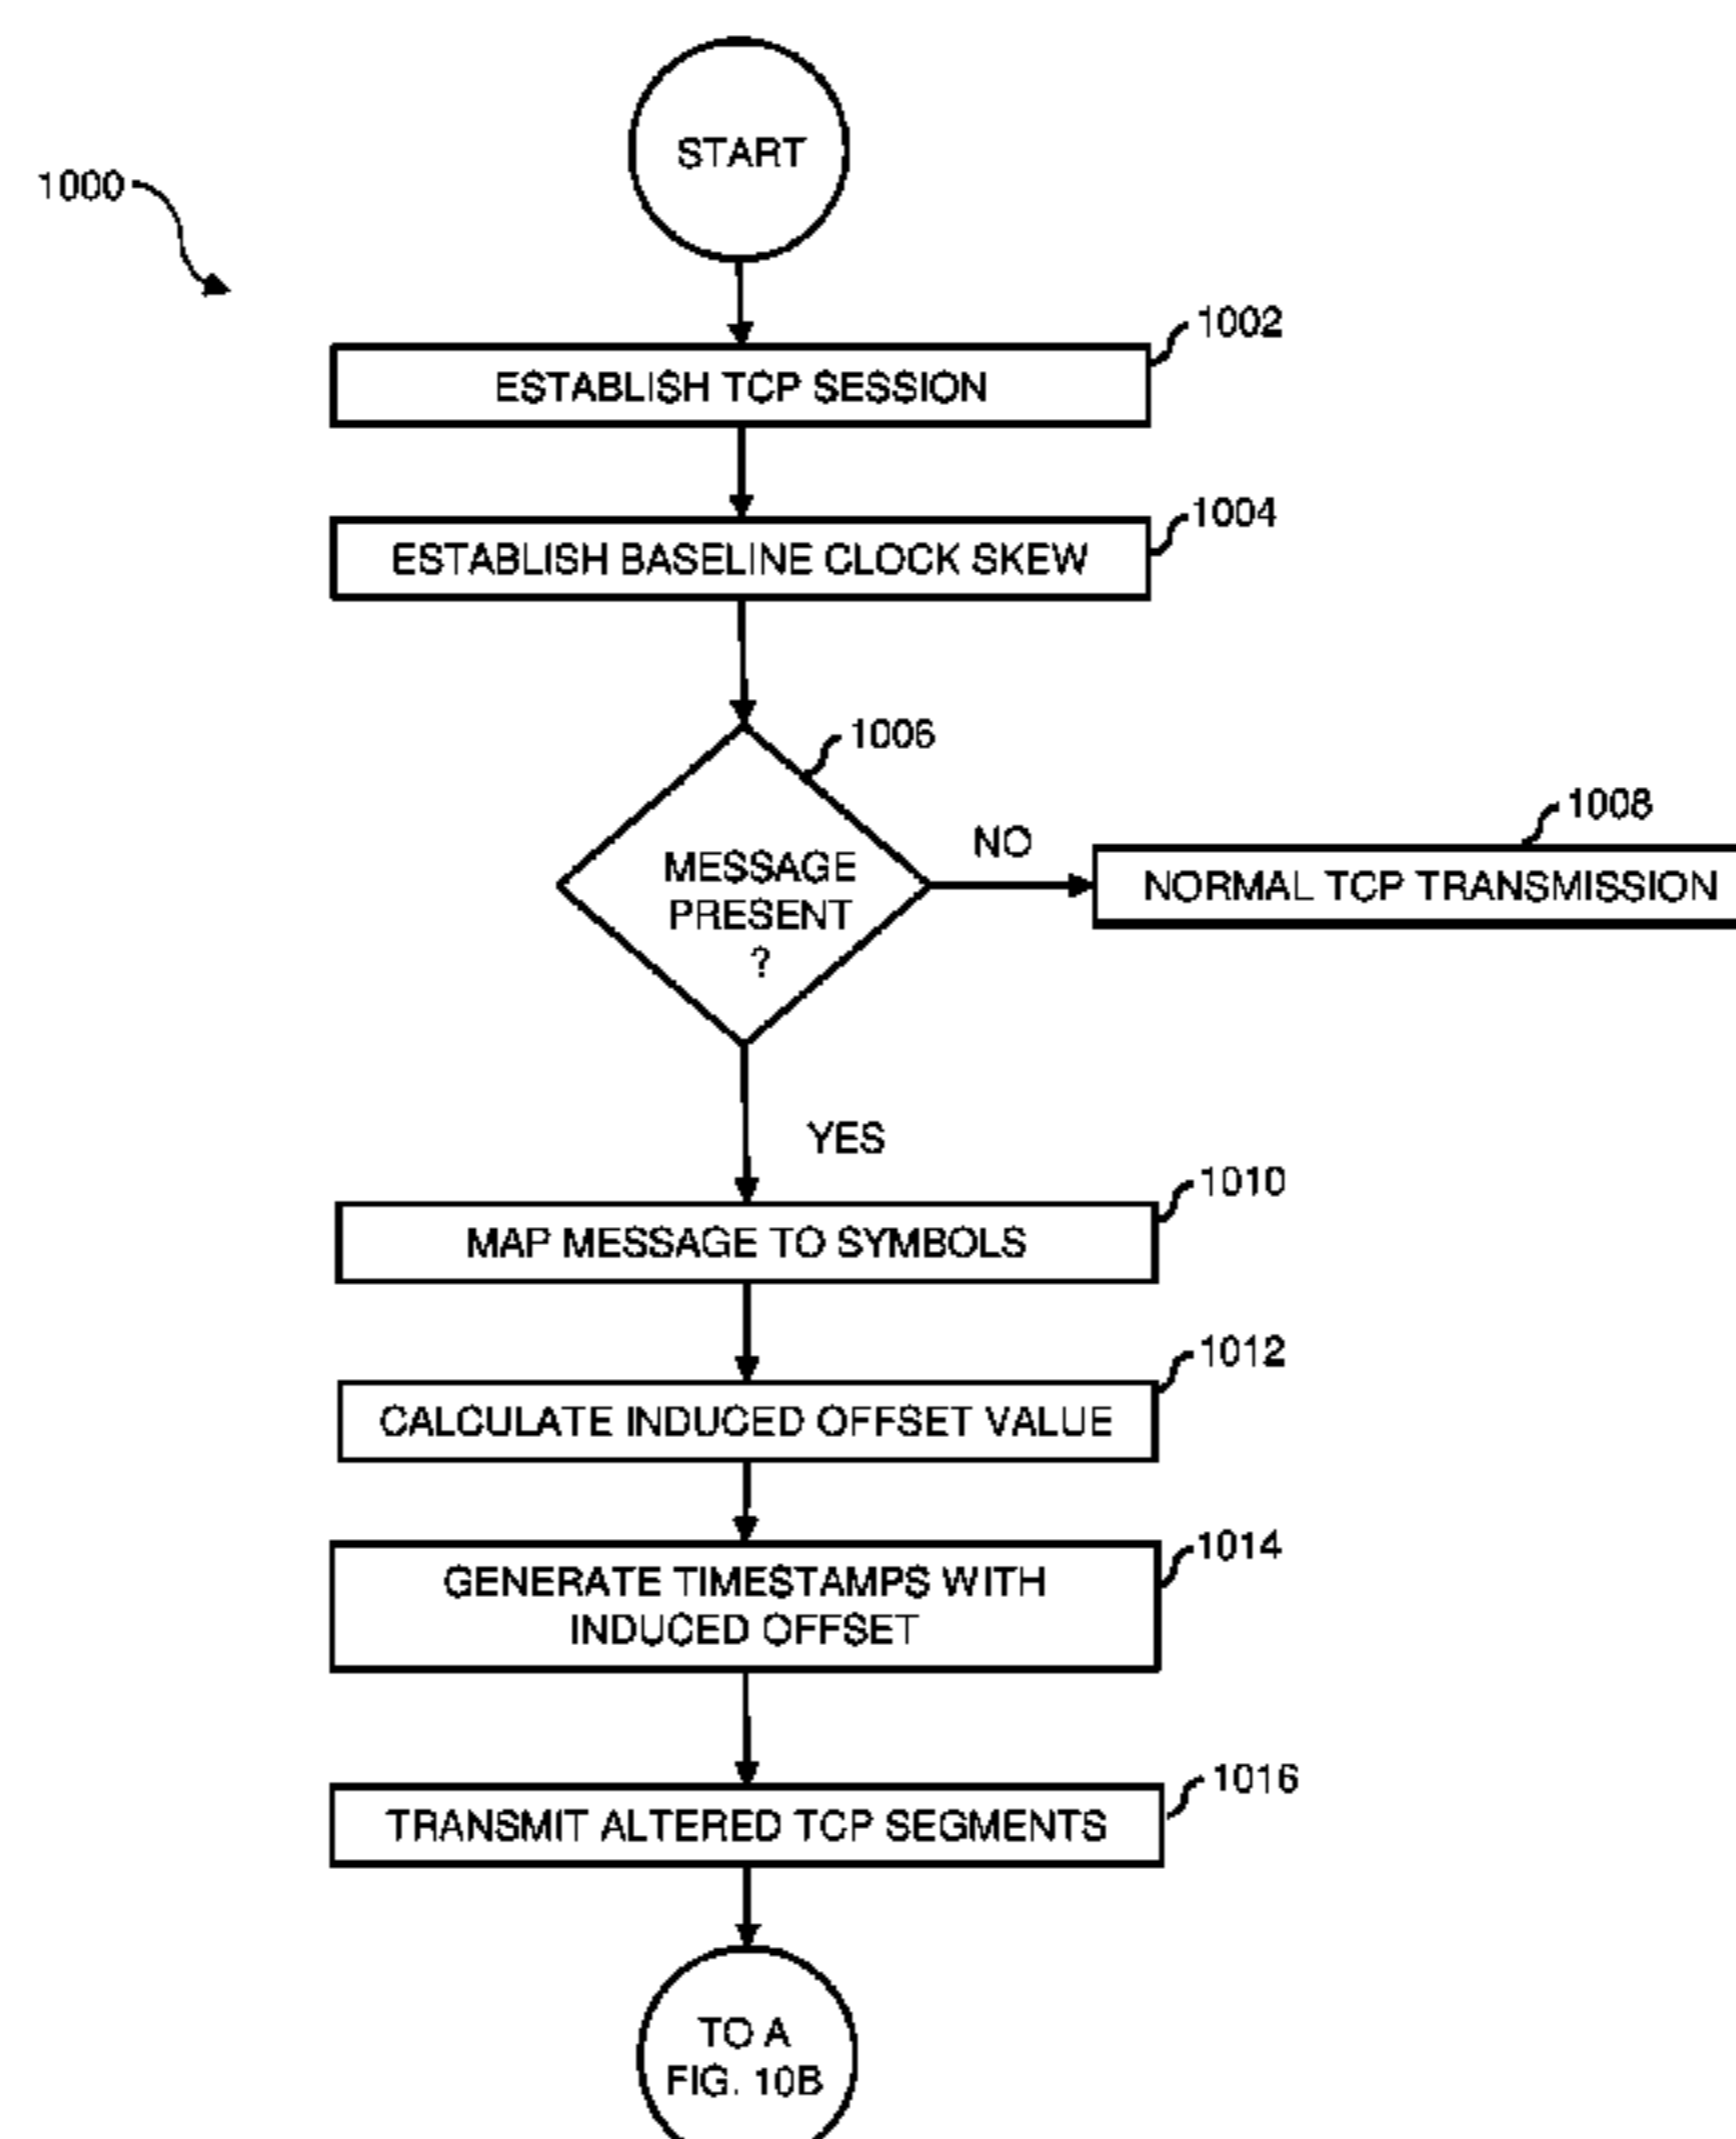 START
1000
1002
ESTABLISH TCP SESSION
1004
ESTABLISH BASELINE CLOCK SKEW
1006
MESSAGE
PRESENT
?
NO
1008
NORMAL TCP TRANSMISSION
YES
1010
MAP MESSAGE TO SYMBOLS
1012
CALCULATE INDUCED OFFSET VALUE
1014
GENERATE TIMESTAMPS WITH
INDUCED OFFSET
1016
TRANSMIT ALTERED TCP SEGMENTS
TO A
FIG. 10B